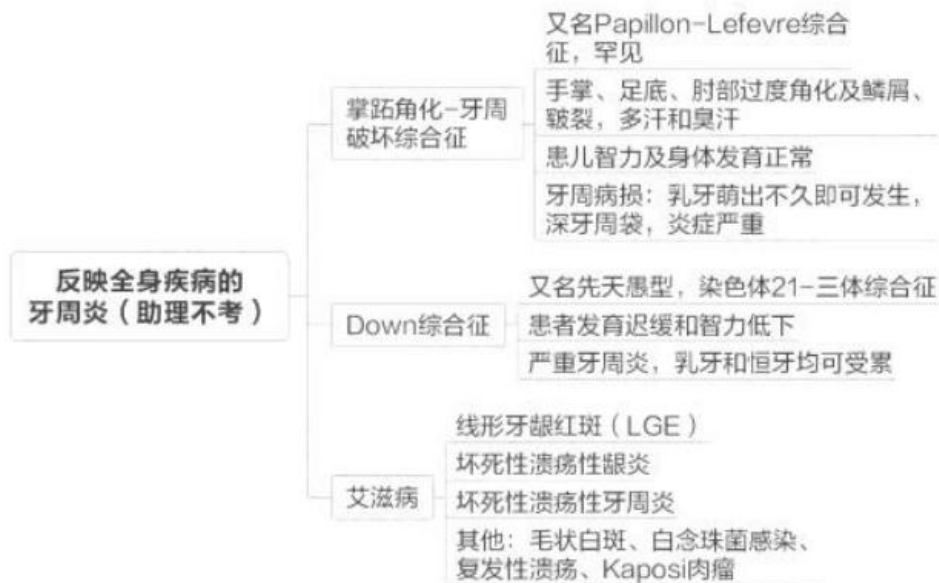 反映全身疾病的
牙周炎（助理不考）
掌跖角化-牙周
破坏综合征
又名Papillon-Lefevre综合
征，罕见
手掌、足底、肘部过度角化及鳞屑、
皲裂，多汗和臭汗
患儿智力及身体发育正常
牙周病损：乳牙萌出不久即可发生，
深牙周袋，炎症严重
Down综合征
又名先天愚型，染色体21-三体综合征
患者发育迟缓和智力低下
严重牙周炎，乳牙和恒牙均可受累
艾滋病
线形牙龈红斑（LGE）
坏死性溃疡性龈炎
坏死性溃疡性牙周炎
其他：毛状白斑、白念珠菌感染、
复发性溃疡、Kaposi肉瘤